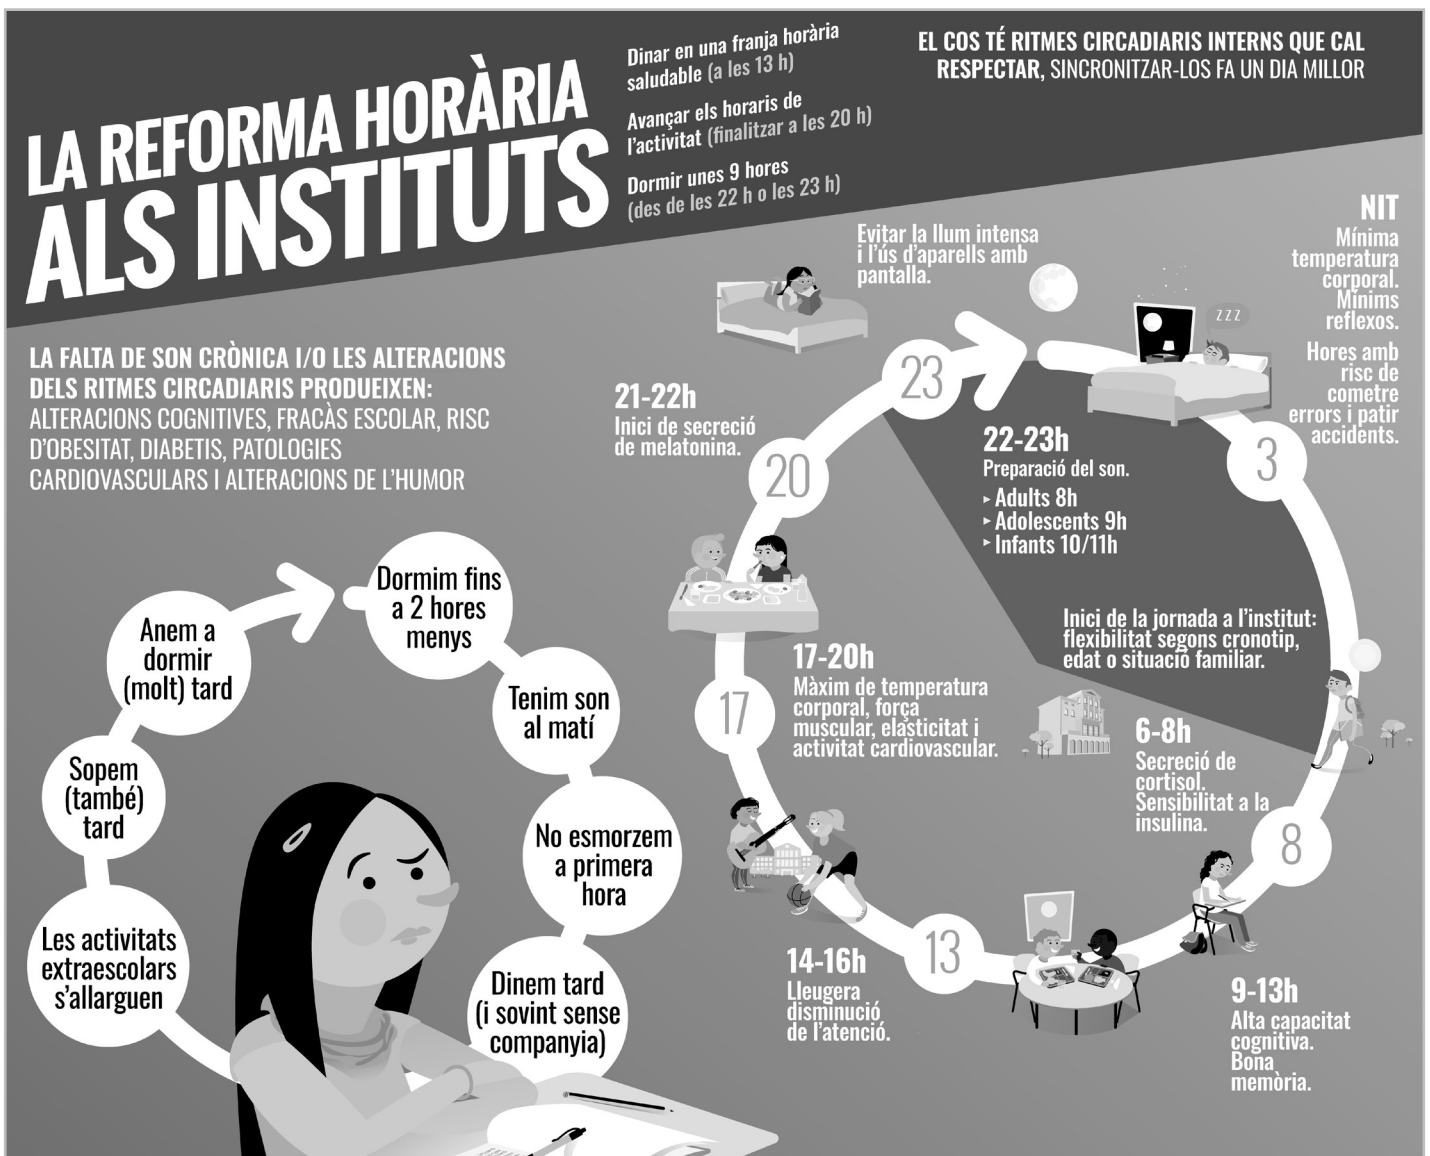 LA REFORMA HORÀRIA
ALS INSTITUTS
Dinar en una franja horària
saludable (a les 13 h)
Avançar els horaris de
l'activitat (finalitzar a les 20 h)
Dormir unes 9 hores
(des de les 22 h o les 23 h)
EL COS TÉ RITMES CIRCADIARIS INTERNS QUE CAL
RESPECTAR, SINCRONITZAR-LOS FA UN DIA MILLOR
LA FALTA DE SON CRÒNICA I/O LES ALTERACIONS
DELS RITMES CIRCADIARIS PRODUEIXEN:
ALTERACIONS COGNITIVES, FRACÀS ESCOLAR, RISC
D'OBESITAT, DIABETIS, PATOLOGIES
CARDIOVASCULARS I ALTERACIONS DE L'HUMOR
Dormim fins
a 2 hores
menys
Tenim son
al matí
No esmorzem
a primera
hora
Dinem tard
(i sovint sense
companyia)
Les activitats
extraescolars
s'allarguen
Sopem
(també)
tard
Anem a
dormir
(molt) tard
Evitar la llum intensa
i l'ús d'aparells amb
pantalla.
NIT
Mínima
temperatura
corporal.
Mínims
reflexos.
Hores amb
risc de
cometre
errors i patir
accidents.
ZZZ
23
3
21-22h
Inici de secreció
de melatonina.
20
22-23h
Preparació del son.
▸ Adults 8h
▸ Adolescents 9h
▸ Infants 10/11h
Inici de la jornada a l'institut:
flexibilitat segons cronotip,
edat o situació familiar.
17-20h
Màxim de temperatura
corporal, força
muscular, elasticitat i
activitat cardiovascular.
17
6-8h
Secreció de
cortisol.
Sensibilitat a la
insulina.
8
13
14-16h
Lleugera
disminució
de l'atenció.
9-13h
Alta capacitat
cognitiva.
Bona
memòria.